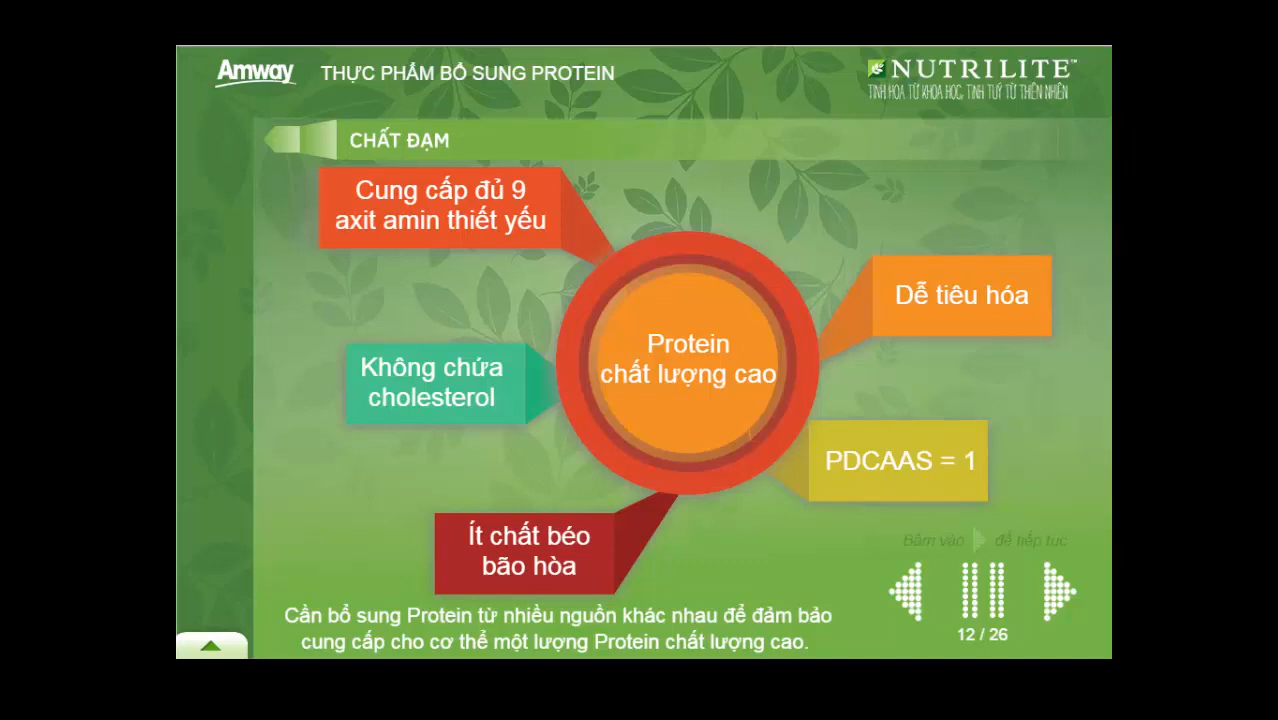 Amway
THỰC PHẨM BỔ SUNG PROTEIN
NUTRILITE™
TINH HOA TỪ KHOA HỌC, TINH TUÝ TỪ THIÊN NHIÊN
CHẤT ĐẠM
Cung cấp đủ 9
axit amin thiết yếu
Dễ tiêu hóa
Protein
chất lượng cao
Không chứa
cholesterol
PDCAAS = 1
Ít chất béo
bão hòa
Bấm vào để tiếp tục
Cần bổ sung Protein từ nhiều nguồn khác nhau để đảm bảo
cung cấp cho cơ thể một lượng Protein chất lượng cao.
12 / 26